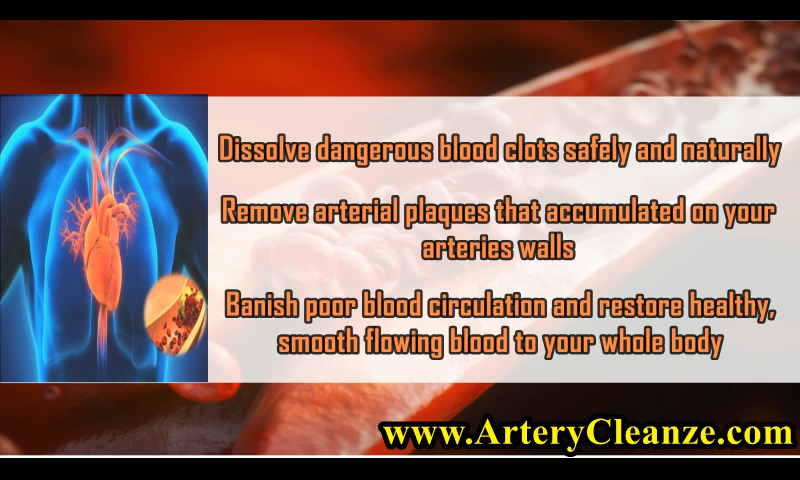 Dissolve dangerous blood clots safely and naturally
Remove arterial plaques that accumulated on your
arteries walls
Banish poor blood circulation and restore healthy,
smooth flowing blood to your whole body
www.ArteryCleanze.com